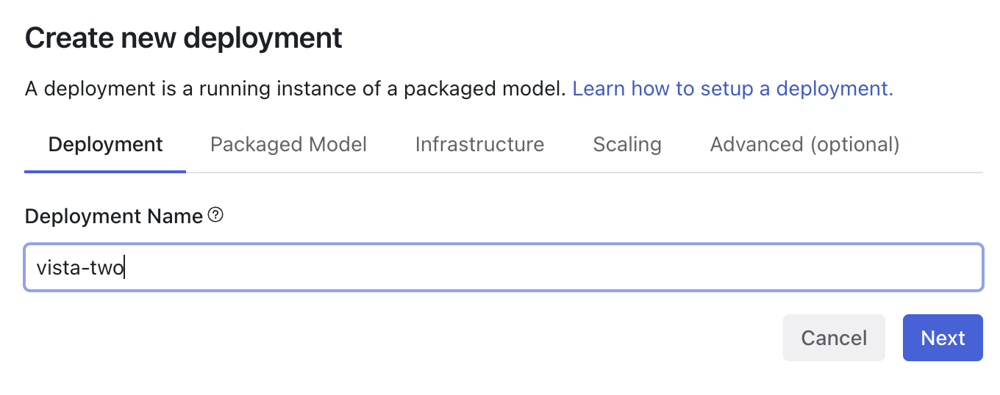 Create new deployment
A deployment is a running instance of a packaged model. Learn how to setup a deployment.
Deployment Packaged Model Infrastructure Scaling Advanced (optional)
Deployment Name ?
vista-two
Cancel Next